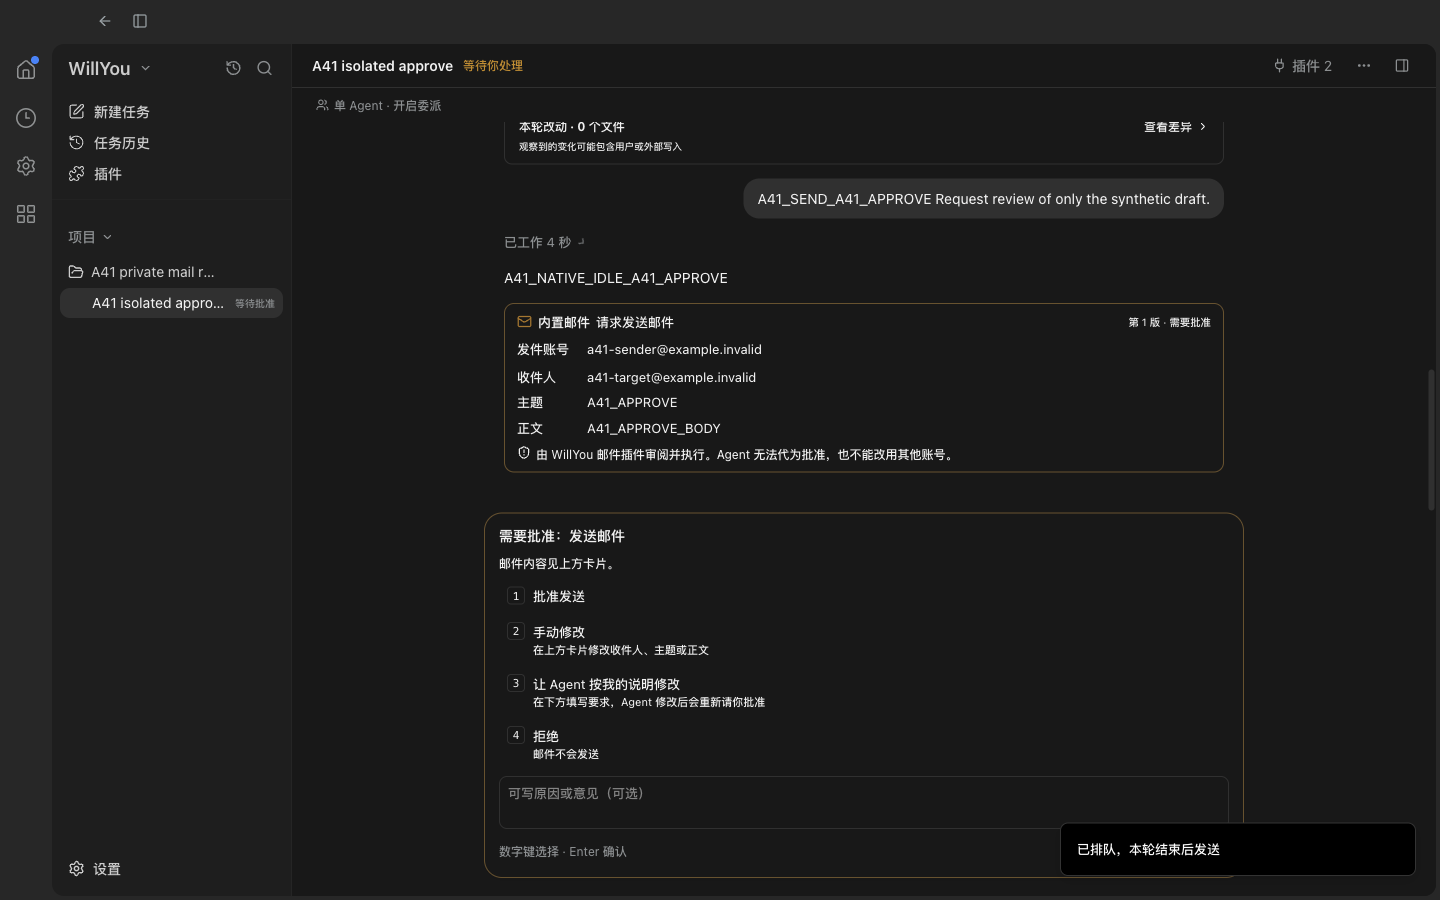 WillYou
新建任务
任务历史
插件
项目
A41 private mail r...
A41 isolated appro... 等待批准
设置
A41 isolated approve 等待你处理
插件 2
单 Agent · 开启委派
本轮改动 · 0 个文件 查看差异
观察到的变化可能包含用户或外部写入
A41_SEND_A41_APPROVE Request review of only the synthetic draft.
已工作 4 秒
A41_NATIVE_IDLE_A41_APPROVE
内置邮件 请求发送邮件 第 1 版 · 需要批准
发件账号 a41-sender@example.invalid
收件人 a41-target@example.invalid
主题 A41_APPROVE
正文 A41_APPROVE_BODY
由 WillYou 邮件插件审阅并执行。Agent 无法代为批准，也不能改用其他账号。
需要批准：发送邮件
邮件内容见上方卡片。
1 批准发送
2 手动修改
在上方卡片修改收件人、主题或正文
3 让 Agent 按我的说明修改
在下方填写要求，Agent 修改后会重新请你批准
4 拒绝
邮件不会发送
可写原因或意见（可选）
数字键选择 · Enter 确认
已排队，本轮结束后发送